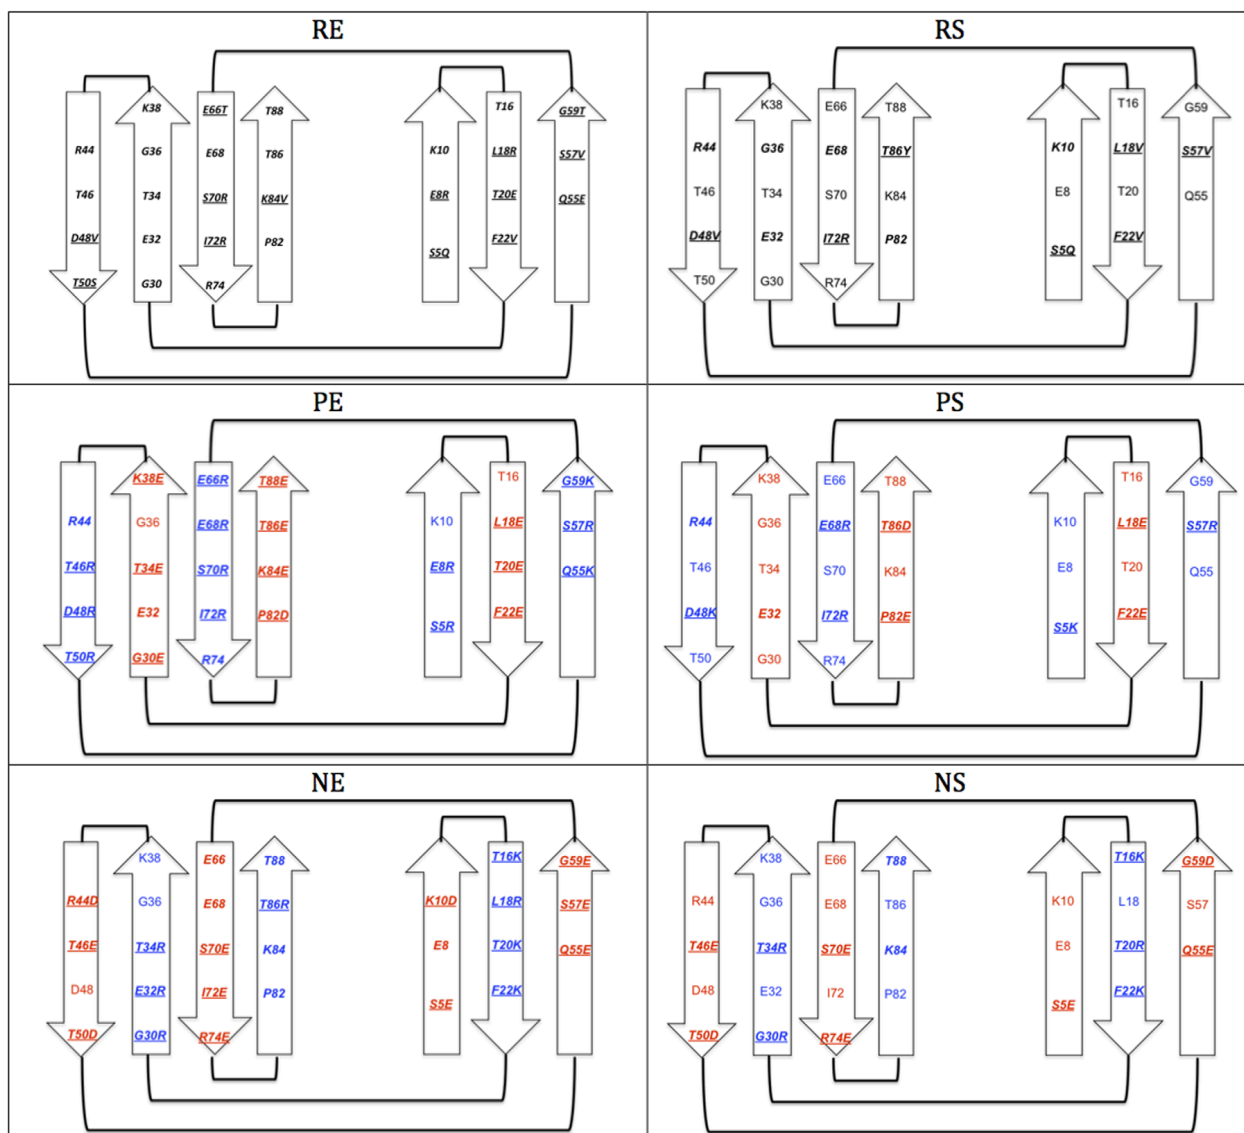 RE
K38 E66T T88 T16 G59T
R44 G36 E68 T86 K10 L18R S57V
T46 T34 S70R K84V E8R T20E Q55E
D48V E32 I72R P82 S5Q F22V
T50S G30 R74
RS
K38 E66 T88 T16 G59
R44 G36 E68 T86Y K10 L18V S57V
T46 T34 S70 K84 E8 T20 Q55
D48V E32 I72R P82 S5Q F22V
T50 G30 R74
PE
K38E E66R T88E T16 G59K
R44 G36 E68R T86E K10 L18E S57R
T46R T34E S70R K84E E8R T20E Q55K
D48R E32 I72R P82D S5R F22E
T50R G30E R74
PS
K38 E66 T88 T16 G59
R44 G36 E68R T86D K10 L18E S57R
T46 T34 S70 K84 E8 T20 Q55
D48K E32 I72R P82E S5K F22E
T50 G30 R74
NE
K38 E66 T88 T16K G59E
R44D G36 E68 T86R K10D L18R S57E
T46E T34R S70E K84 E8 T20K Q55E
D48 E32R I72E P82 S5E F22K
T50D G30R R74E
NS
K38 E66 T88 T16K G59D
R44 G36 E68 T86 K10 L18 S57
T46E T34R S70E K84 E8 T20R Q55E
D48 E32 I72 P82 S5E F22K
T50D G30R R74E